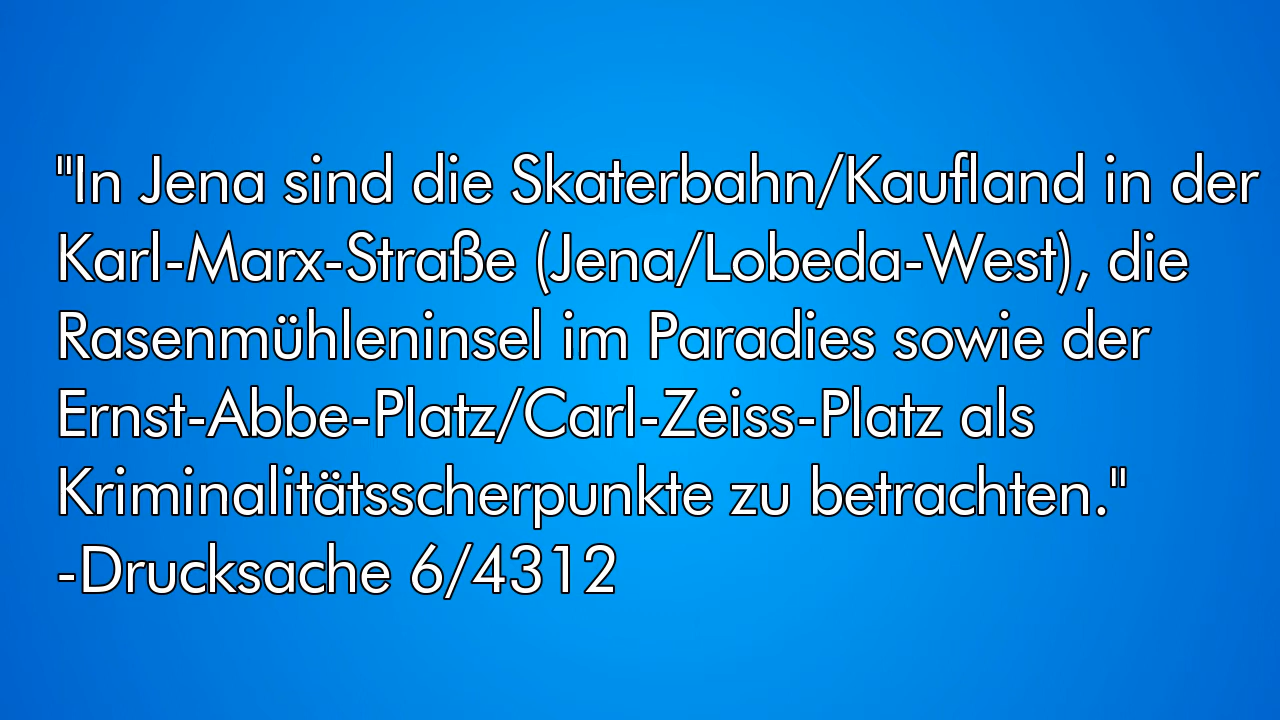 "In Jena sind die Skaterbahn/Kaufland in der
Karl-Marx-Straße (Jena/Lobeda-West), die
Rasenmühleninsel im Paradies sowie der
Ernst-Abbe-Platz/Carl-Zeiss-Platz als
Kriminalitätsscherpunkte zu betrachten."
-Drucksache 6/4312